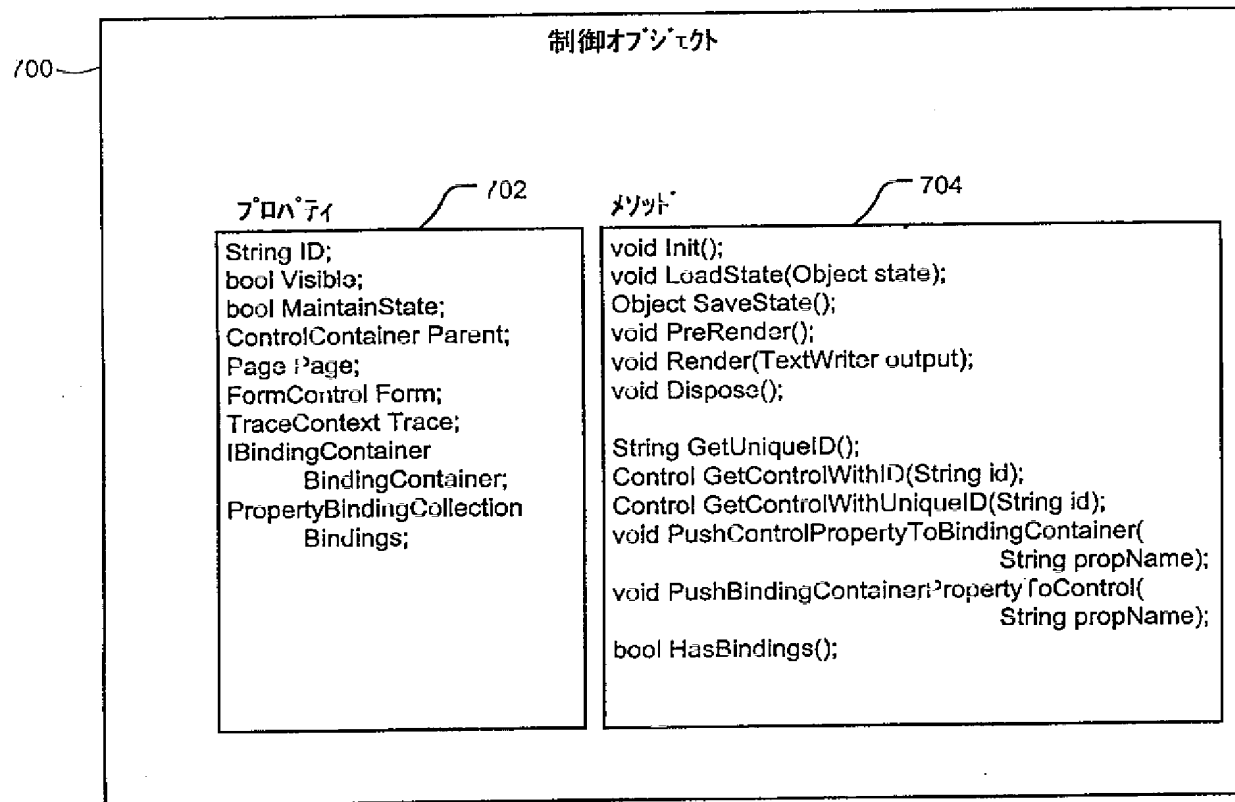 制御オブジェクト
700
プロパティ
702
String ID;
bool Visible;
bool MaintainState;
ControlContainer Parent;
Page Page;
FormControl Form;
TraceContext Trace;
IBindingContainer
BindingContainer;
PropertyBindingCollection
Bindings;
メソッド
704
void Init();
void LoadState(Object state);
Object SaveState();
void PreRender();
void Render(TextWriter output);
void Dispose();
String GetUniqueID();
Control GetControlWithID(String id);
Control GetControlWithUniqueID(String id);
void PushControlPropertyToBindingContainer(
String propName);
void PushBindingContainerPropertyToControl(
String propName);
bool HasBindings();